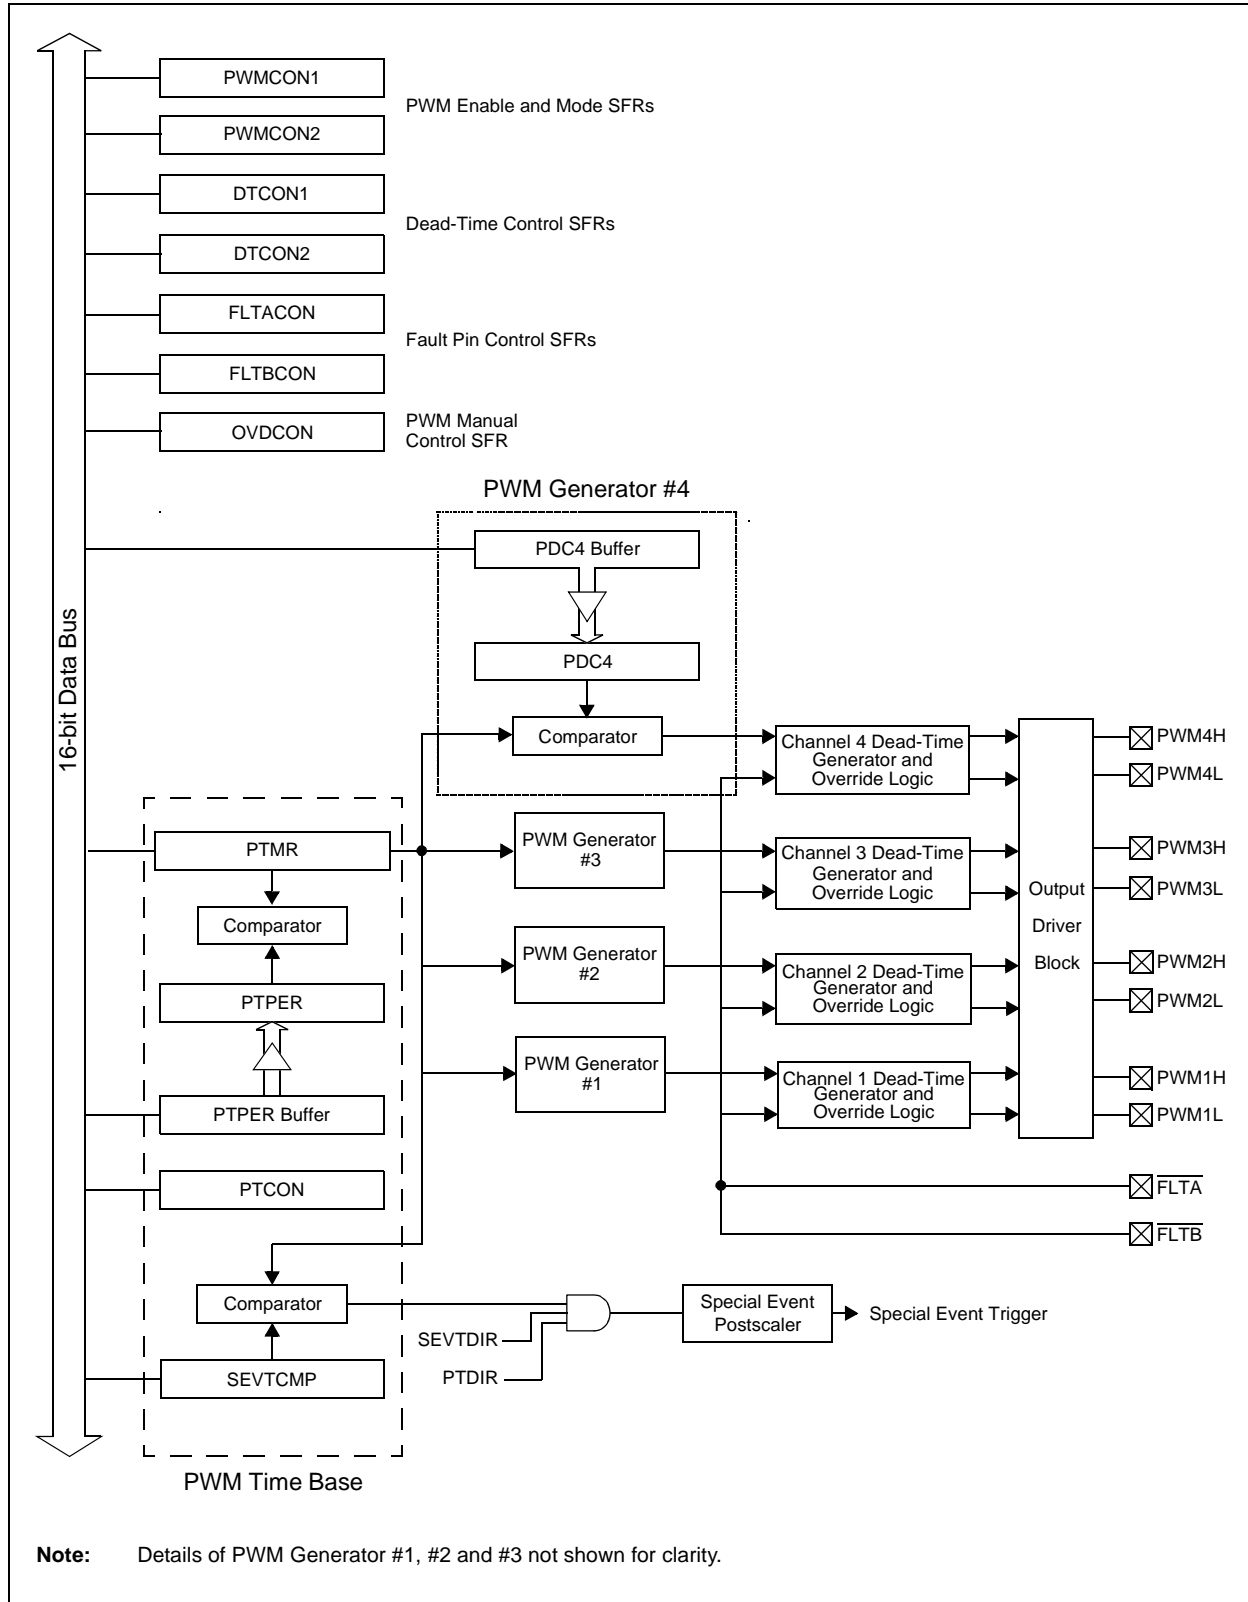 PWMCON1
PWM Enable and Mode SFRs
PWMCON2
DTCON1
Dead-Time Control SFRs
DTCON2
FLTACON
Fault Pin Control SFRs
FLTBCON
OVDCON
PWM Manual
Control SFR
16-bit Data Bus
PWM Generator #4
PDC4 Buffer
PDC4
Comparator
Channel 4 Dead-Time
Generator and
Override Logic
PWM4H
PWM4L
PTMR
Comparator
PTPER
PTPER Buffer
PTCON
Comparator
SEVTCMP
PWM Time Base
PWM Generator
#3
Channel 3 Dead-Time
Generator and
Override Logic
PWM3H
PWM3L
PWM Generator
#2
Channel 2 Dead-Time
Generator and
Override Logic
PWM2H
PWM2L
PWM Generator
#1
Channel 1 Dead-Time
Generator and
Override Logic
PWM1H
PWM1L
Output
Driver
Block
FLTA
FLTB
SEVTDIR
PTDIR
Special Event
Postscaler
Special Event Trigger
Note: Details of PWM Generator #1, #2 and #3 not shown for clarity.